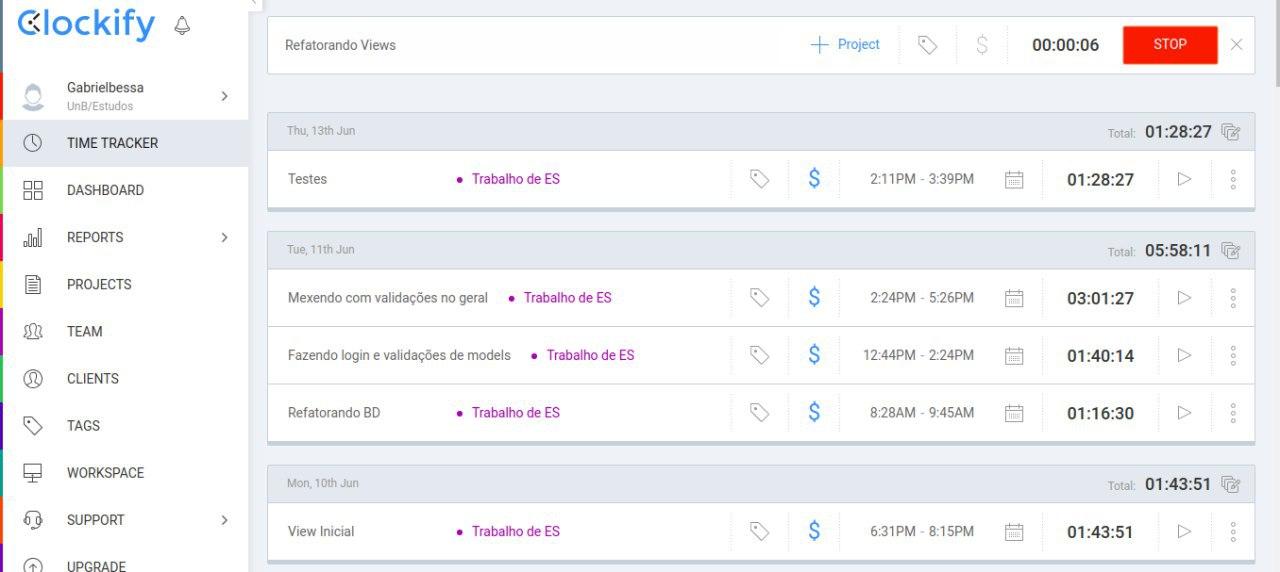 Clockify
Gabrielbessa
UnB/Estudos
TIME TRACKER
DASHBOARD
REPORTS
PROJECTS
TEAM
CLIENTS
TAGS
WORKSPACE
SUPPORT
UPGRADE
Refatorando Views + Project $ 00:00:06 STOP
Thu, 13th Jun Total: 01:28:27
Testes • Trabalho de ES $ 2:11PM - 3:39PM 01:28:27
Tue, 11th Jun Total: 05:58:11
Mexendo com validações no geral • Trabalho de ES $ 2:24PM - 5:26PM 03:01:27
Fazendo login e validações de models • Trabalho de ES $ 12:44PM - 2:24PM 01:40:14
Refatorando BD • Trabalho de ES $ 8:28AM - 9:45AM 01:16:30
Mon, 10th Jun Total: 01:43:51
View Inicial • Trabalho de ES $ 6:31PM - 8:15PM 01:43:51